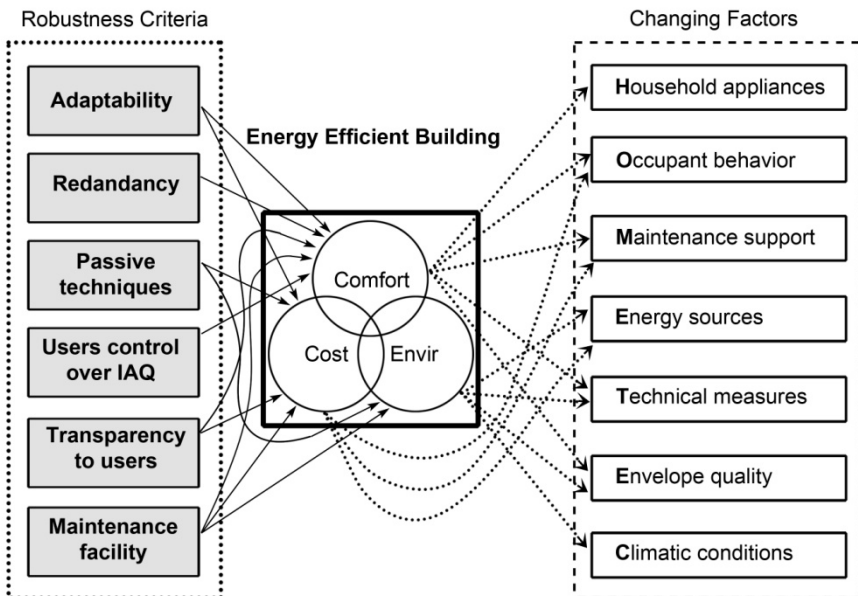 Robustness Criteria
Adaptability
Redandancy
Passive
techniques
Users control
over IAQ
Transparency
to users
Maintenance
facility
Energy Efficient Building
Comfort
Cost
Envir
Changing Factors
Household appliances
Occupant behavior
Maintenance support
Energy sources
Technical measures
Envelope quality
Climatic conditions